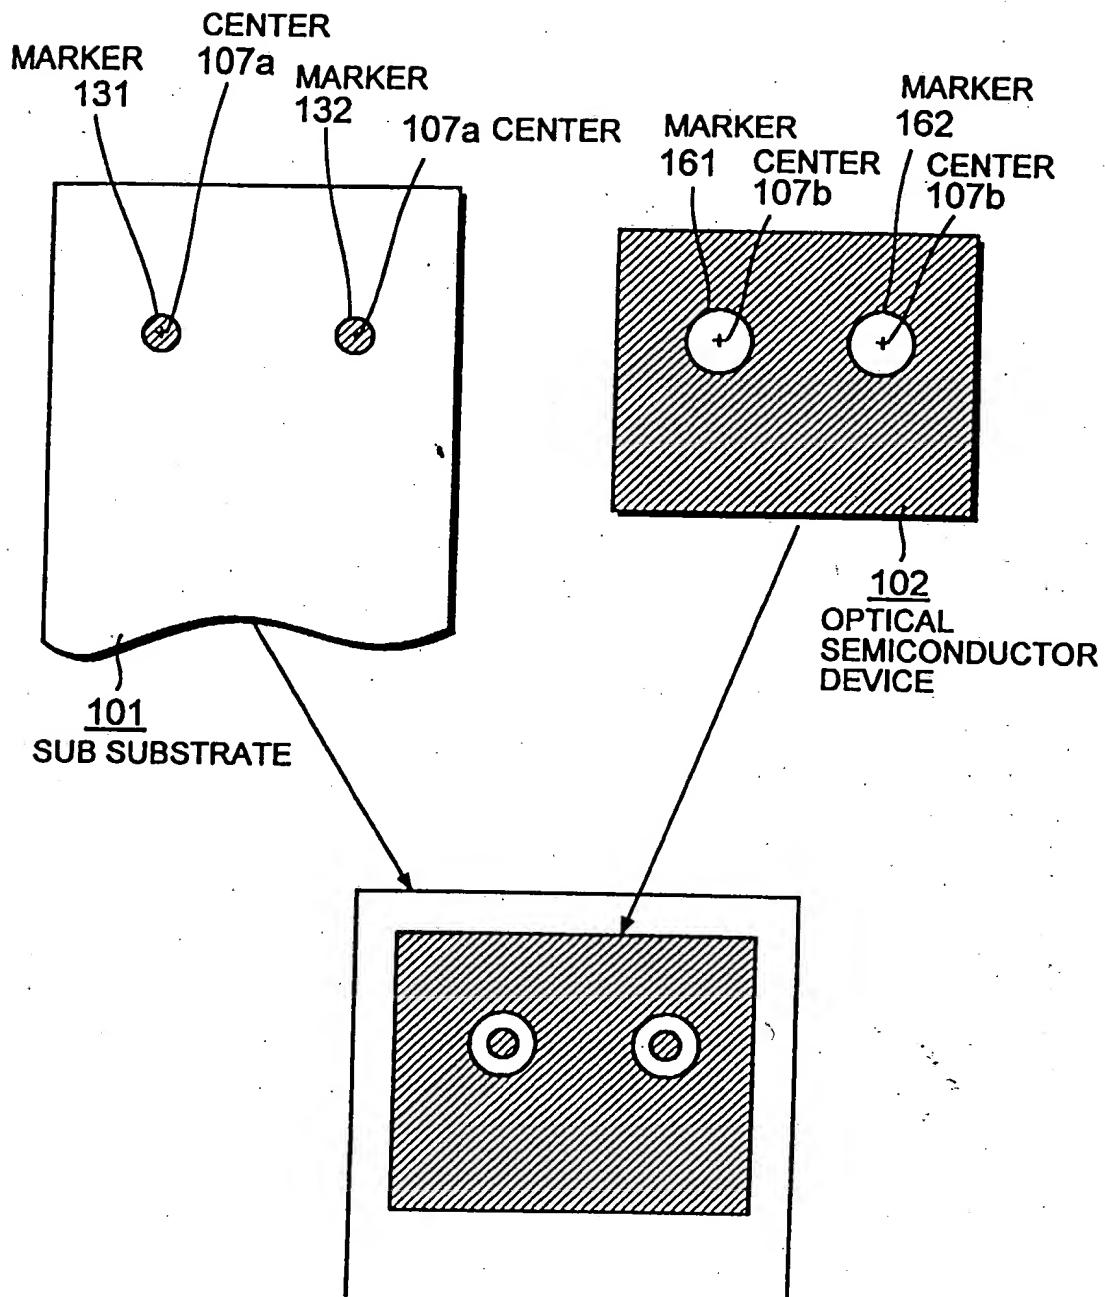 CENTER
107a
MARKER
131
MARKER
132
107a CENTER
MARKER
162
MARKER
161
CENTER
107b
CENTER
107b
102
OPTICAL
SEMICONDUCTOR
DEVICE
101
SUB SUBSTRATE